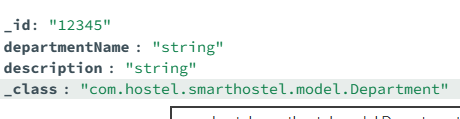 _id: "12345"
departmentName : "string"
description : "string"
_class : "com.hostel.smarthostel.model.Department"